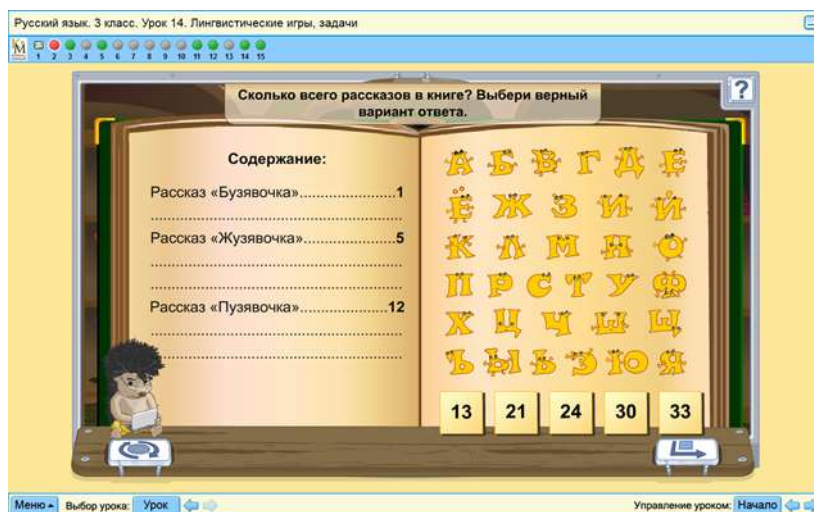 Русский язык. 3 класс. Урок 14. Лингвистические игры, задачи
1 2 3 4 5 6 7 8 9 10 11 12 13 14 15
Сколько всего рассказов в книге? Выбери верный
вариант ответа.
?
Содержание:
Рассказ «Бузявочка»......................1
..........................................................
Рассказ «Жузявочка».....................5
..........................................................
..........................................................
Рассказ «Пузявочка»....................12
..........................................................
..........................................................
А Б В Г Д Е
Ё Ж З И Й
К Л М Н О
П Р С Т У Ф
Х Ц Ч Ш Щ
Ъ Ы Ь Э Ю Я
13 21 24 30 33
Меню Выбор урока: Урок Управление уроком: Начало